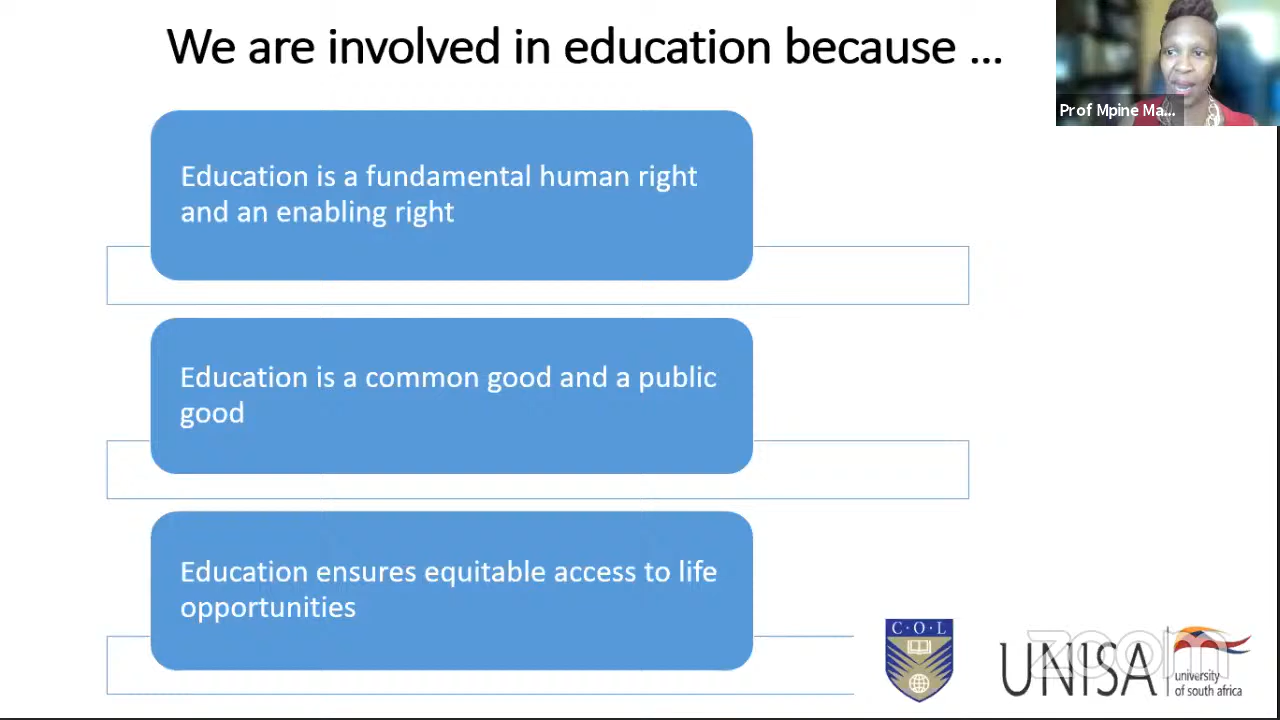 We are involved in education because ...
Prof Mpine Ma...
Education is a fundamental human right
and an enabling right
Education is a common good and a public
good
Education ensures equitable access to life
opportunities
C·O·L
UNISA
university
of south africa
zoom